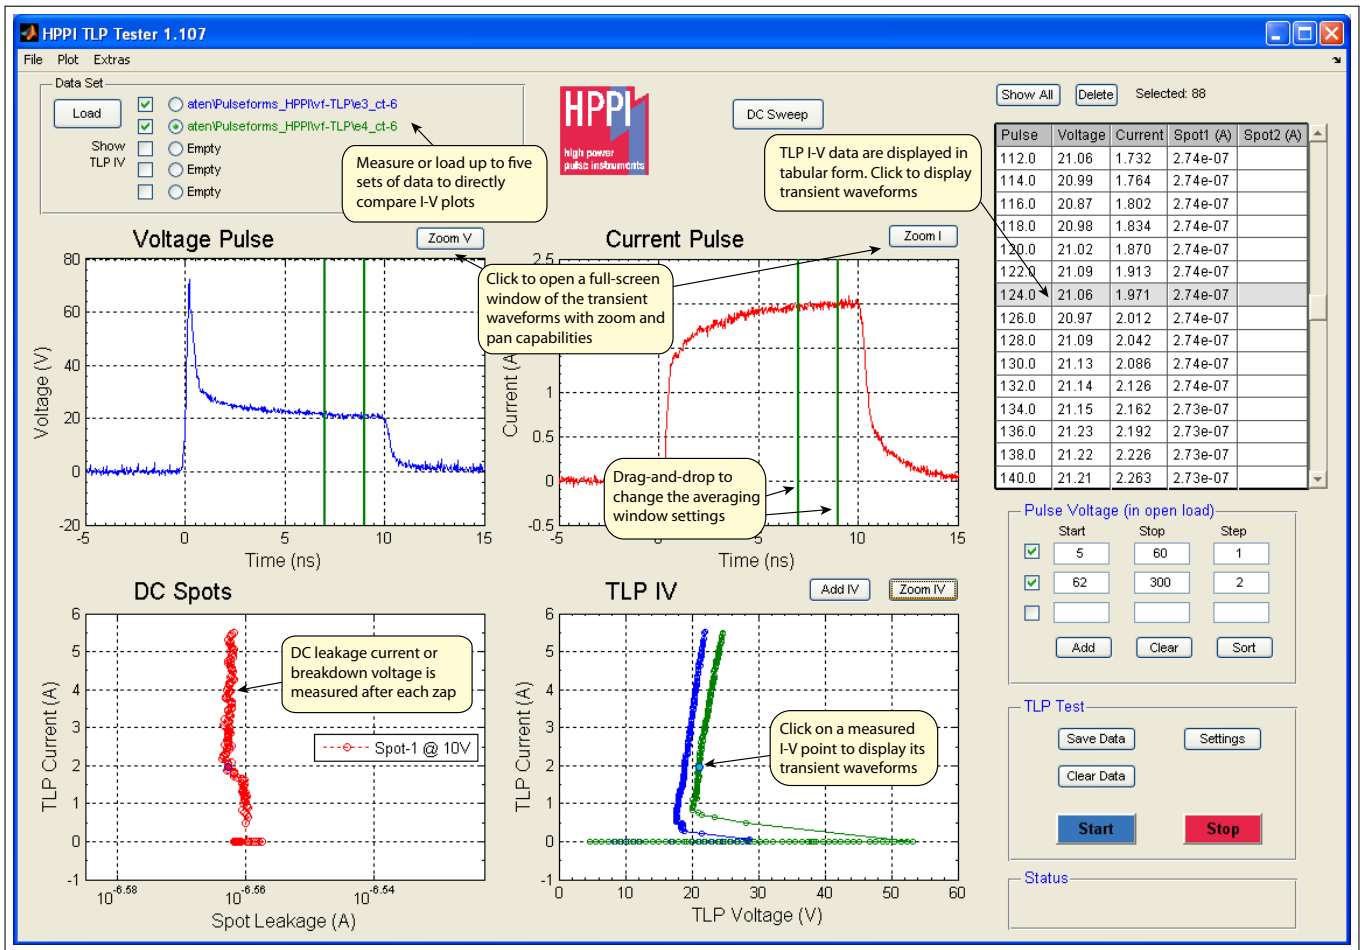 HPPI TLP Tester 1.107
File Plot Extras
Data Set
Load
aten\Pulseforms_HPPI\vf-TLP\e3_ct-6
aten\Pulseforms_HPPI\vf-TLP\e4_ct-6
Show
TLP IV
Empty
Empty
Empty
Measure or load up to five
sets of data to directly
compare I-V plots
HPPI
high power
pulse instruments
DC Sweep
TLP I-V data are displayed in
tabular form. Click to display
transient waveforms
Show All Delete Selected: 88
Pulse Voltage Current Spot1 (A) Spot2 (A)
112.0 21.06 1.732 2.74e-07
114.0 20.99 1.764 2.74e-07
116.0 20.87 1.802 2.74e-07
118.0 20.98 1.834 2.74e-07
120.0 21.02 1.870 2.74e-07
122.0 21.09 1.913 2.74e-07
124.0 21.06 1.971 2.74e-07
126.0 20.97 2.012 2.74e-07
128.0 21.09 2.042 2.74e-07
130.0 21.13 2.086 2.74e-07
132.0 21.14 2.126 2.74e-07
134.0 21.15 2.162 2.73e-07
136.0 21.23 2.192 2.73e-07
138.0 21.22 2.226 2.73e-07
140.0 21.21 2.263 2.73e-07
Voltage Pulse
Zoom V
80
60
40
20
0
-20
-5 0 5 10 15
Voltage (V)
Time (ns)
Click to open a full-screen
window of the transient
waveforms with zoom and
pan capabilities
Current Pulse
Zoom I
2.5
1
0.5
0
-0.5
-5 0 5 10 15
Current (A)
Time (ns)
Drag-and-drop to
change the averaging
window settings
DC Spots
6
5
4
3
2
1
0
-1
10^-6.58 10^-6.56 10^-6.54
TLP Current (A)
Spot Leakage (A)
DC leakage current or
breakdown voltage is
measured after each zap
Spot-1 @ 10V
TLP IV
Add IV Zoom IV
6
5
4
3
2
1
0
-1
0 10 20 30 40 50 60
TLP Current (A)
TLP Voltage (V)
Click on a measured
I-V point to display its
transient waveforms
Pulse Voltage (in open load)
Start Stop Step
5 60 1
62 300 2
Add Clear Sort
TLP Test
Save Data Settings
Clear Data
Start Stop
Status